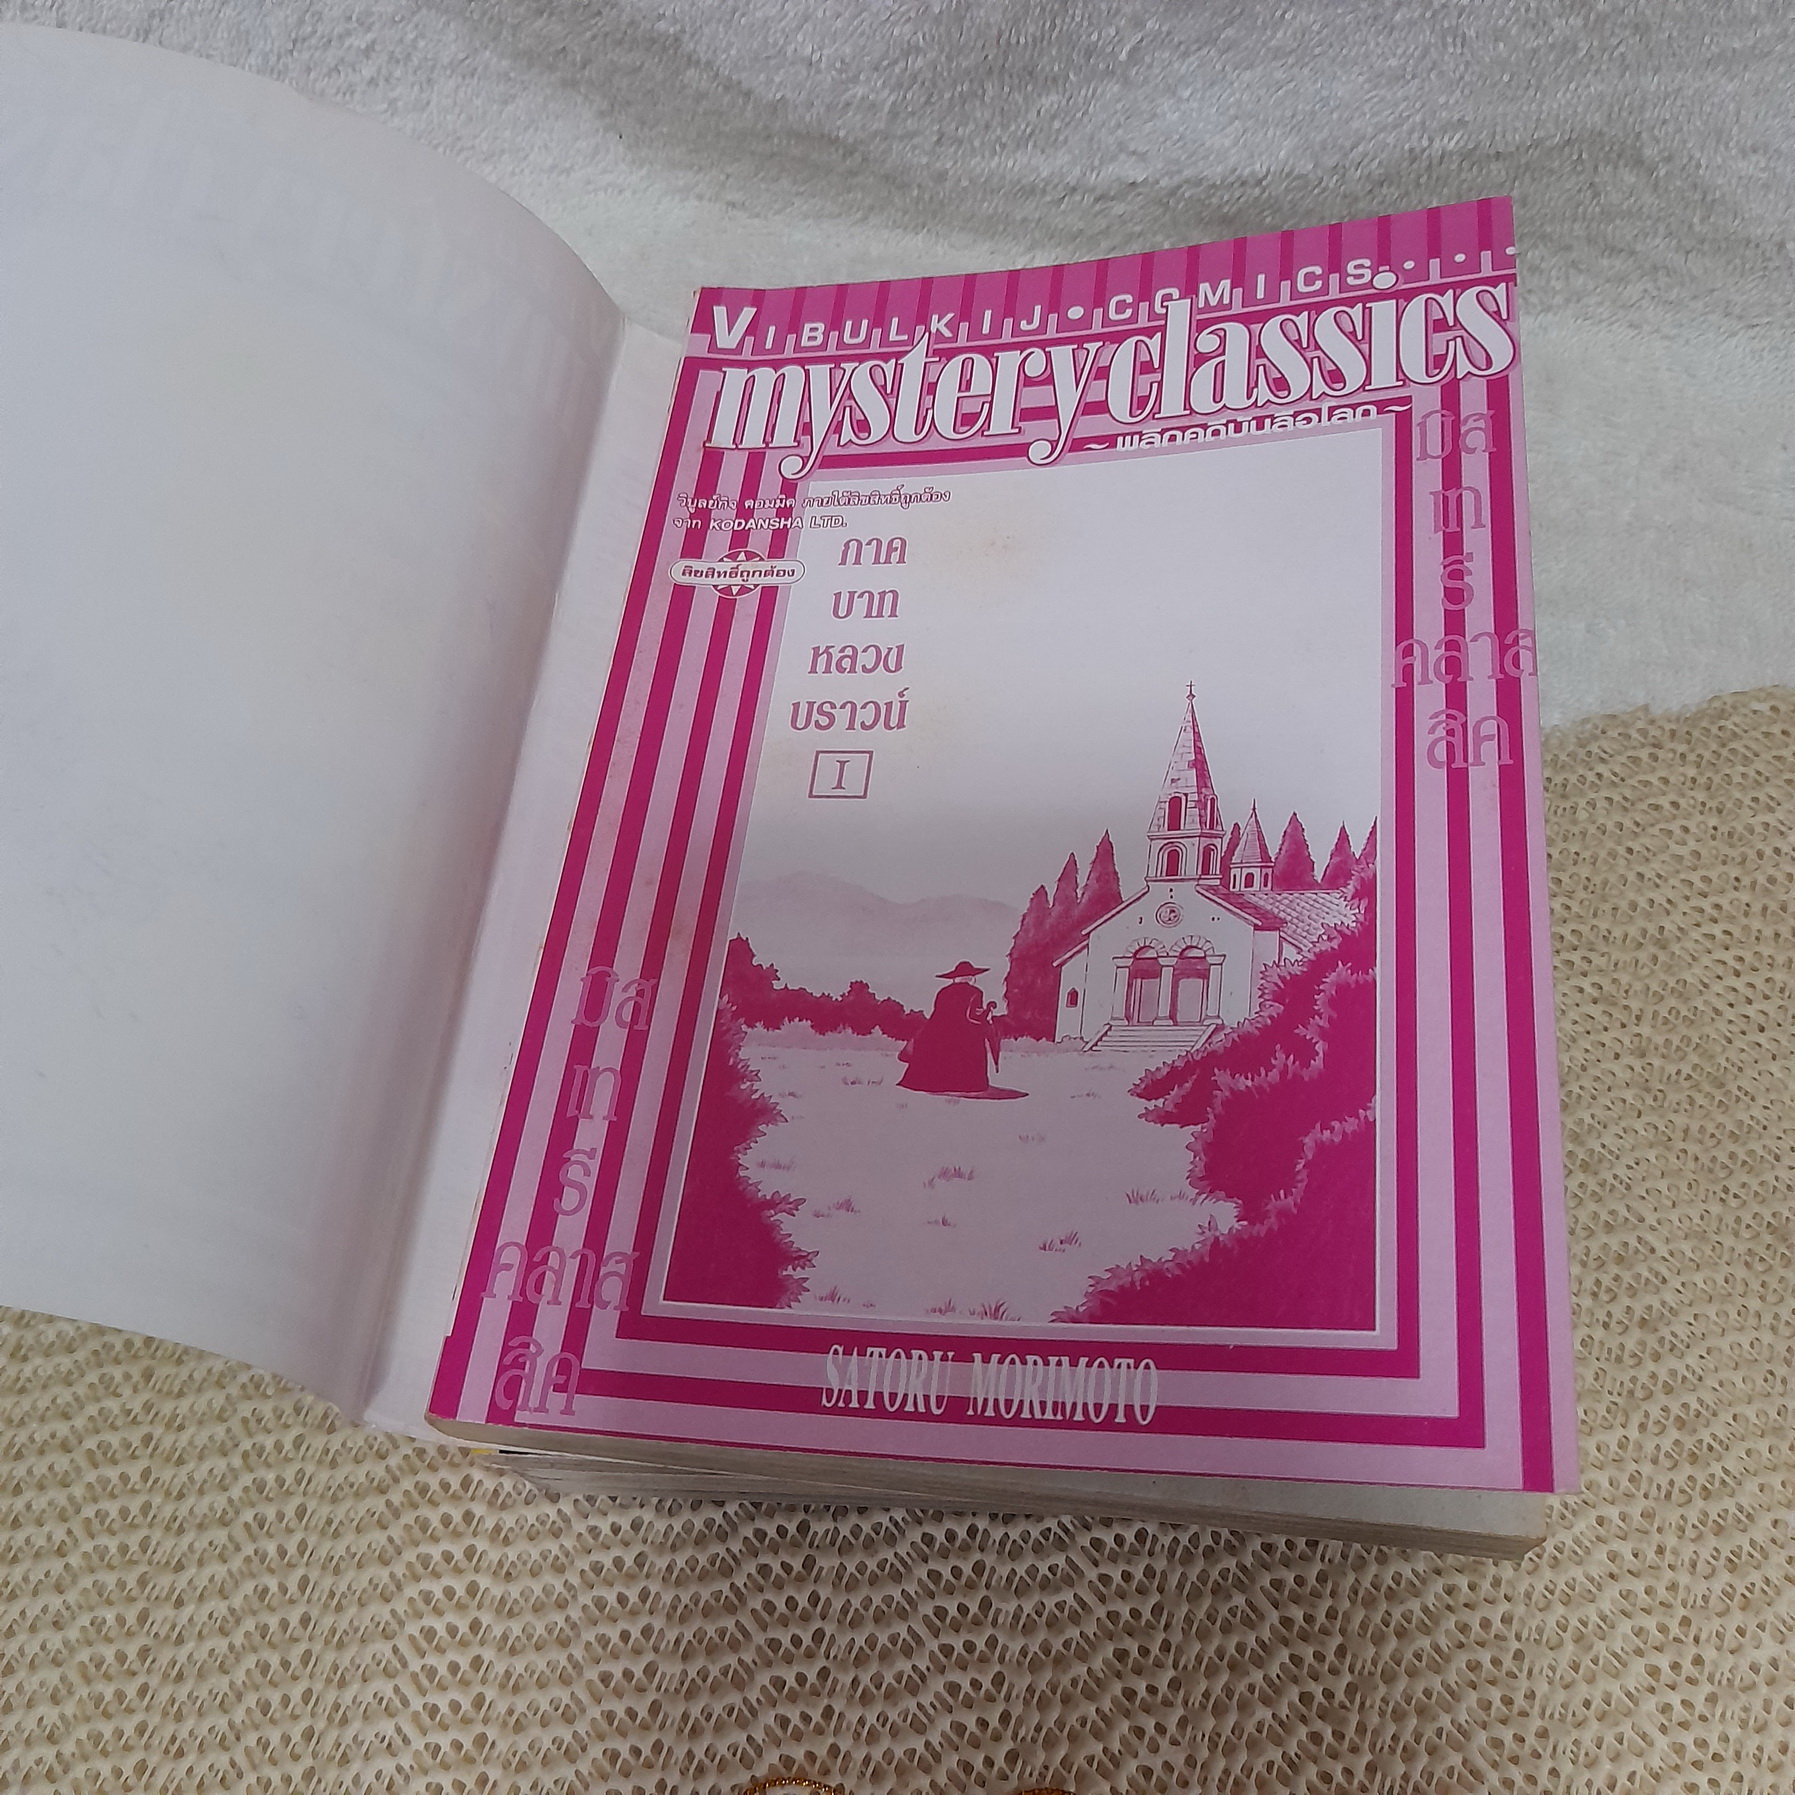 VIBULKIJ•COMICS....
mysteryclassics
~ พลิกคดีบันลือโลก ~
วิบูลย์กิจ คอมมิค ภายใต้ลิขสิทธิ์ถูกต้อง
จาก KODANSHA LTD.
ลิขสิทธิ์ถูกต้อง
ภาค
บาท
หลวง
บราวน์
I
มิส
เท
รี
คลาส
สิค
มิส
เท
รี
คลาส
สิค
SATORU MORIMOTO